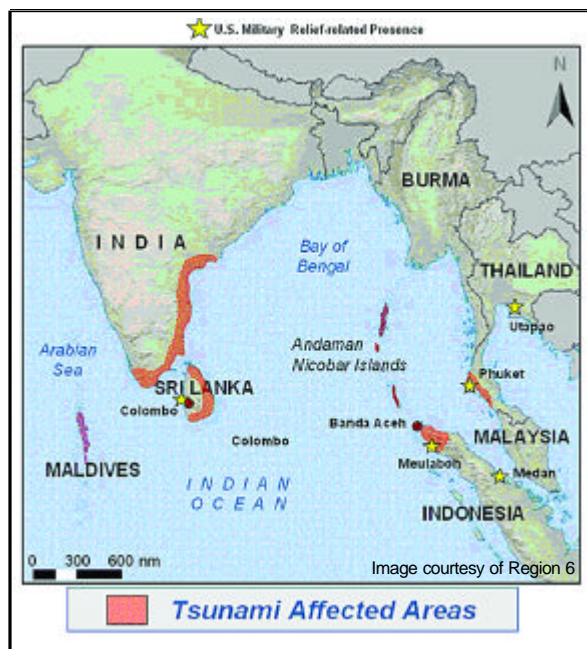 U.S. Military Relief-related Presence
N
BURMA
INDIA
Bay of
Bengal
THAILAND
Utapao
Arabian
Sea
Andaman
Nicobar Islands
Phuket
SRI LANKA
Colombo
Banda Aceh
Colombo
MALAYSIA
MALDIVES
Meulaboh
Medan
INDIAN
OCEAN
INDONESIA
0 300 600 nm
Image courtesy of Region 6
Tsunami Affected Areas